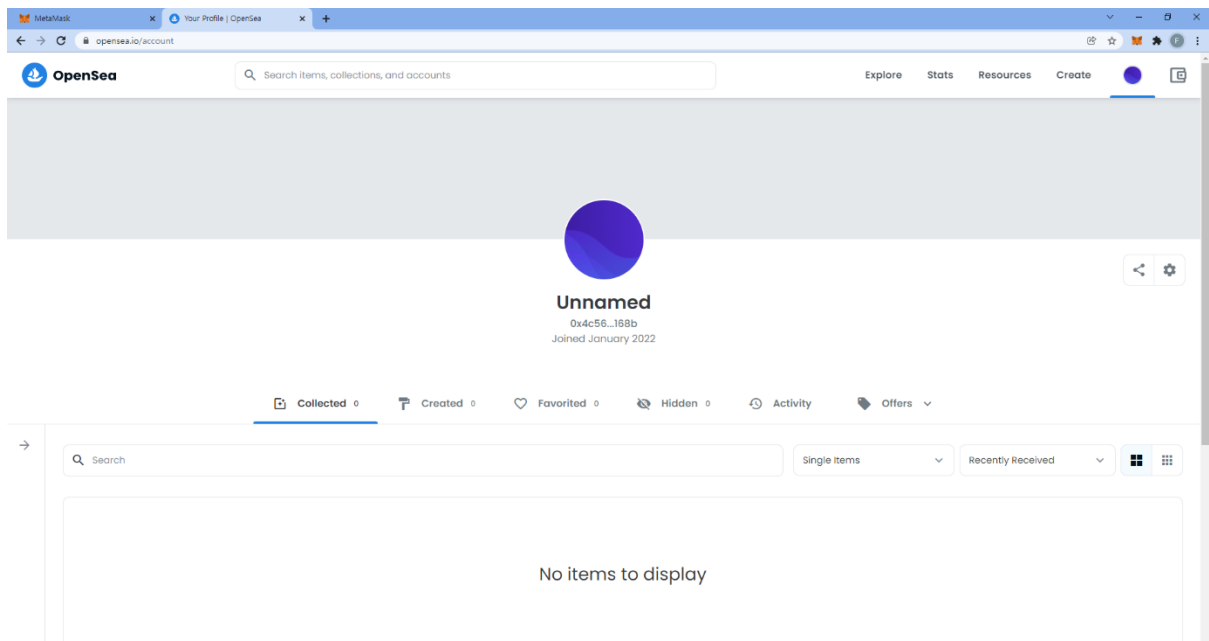 MetaMask
Your Profile | OpenSea
opensea.io/account
F
OpenSea
Search items, collections, and accounts
Explore Stats Resources Create
Unnamed
0x4c56...168b
Joined January 2022
Collected 0 Created 0 Favorited 0 Hidden 0 Activity Offers
Search
Single Items
Recently Received
No items to display